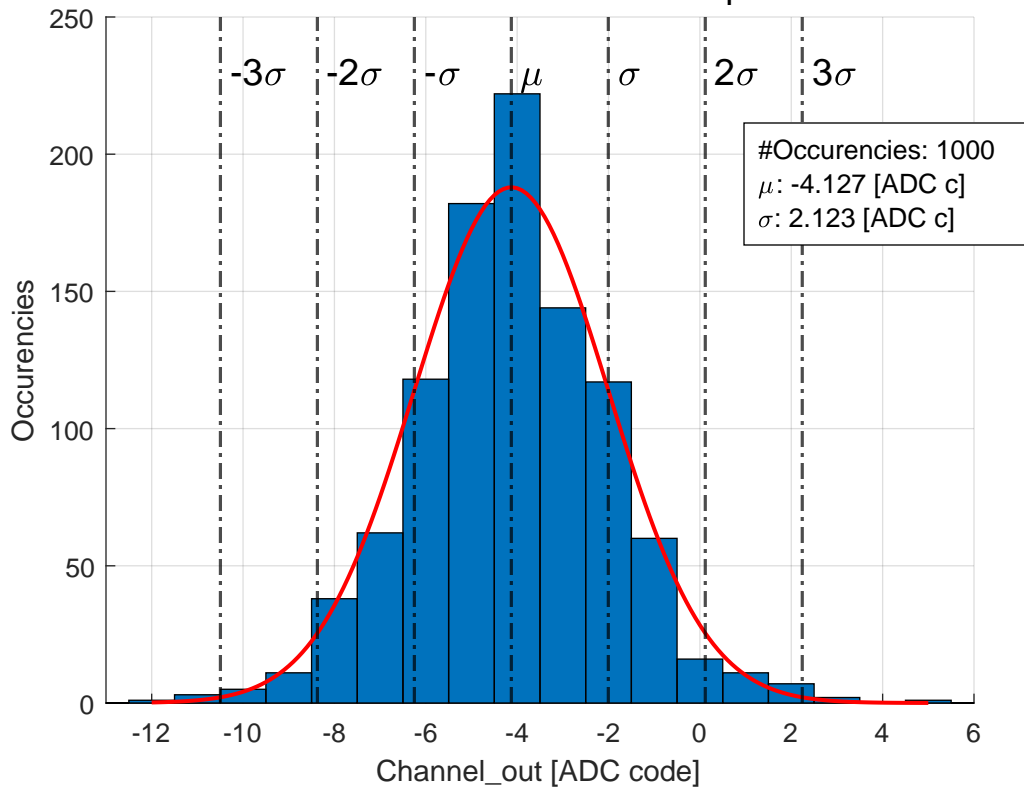 250
200
150
100
50
0
-3σ -2σ -σ μ σ 2σ 3σ
#Occurencies: 1000
μ: -4.127 [ADC c]
σ: 2.123 [ADC c]
Occurencies
-12 -10 -8 -6 -4 -2 0 2 4 6
Channel_out [ADC code]